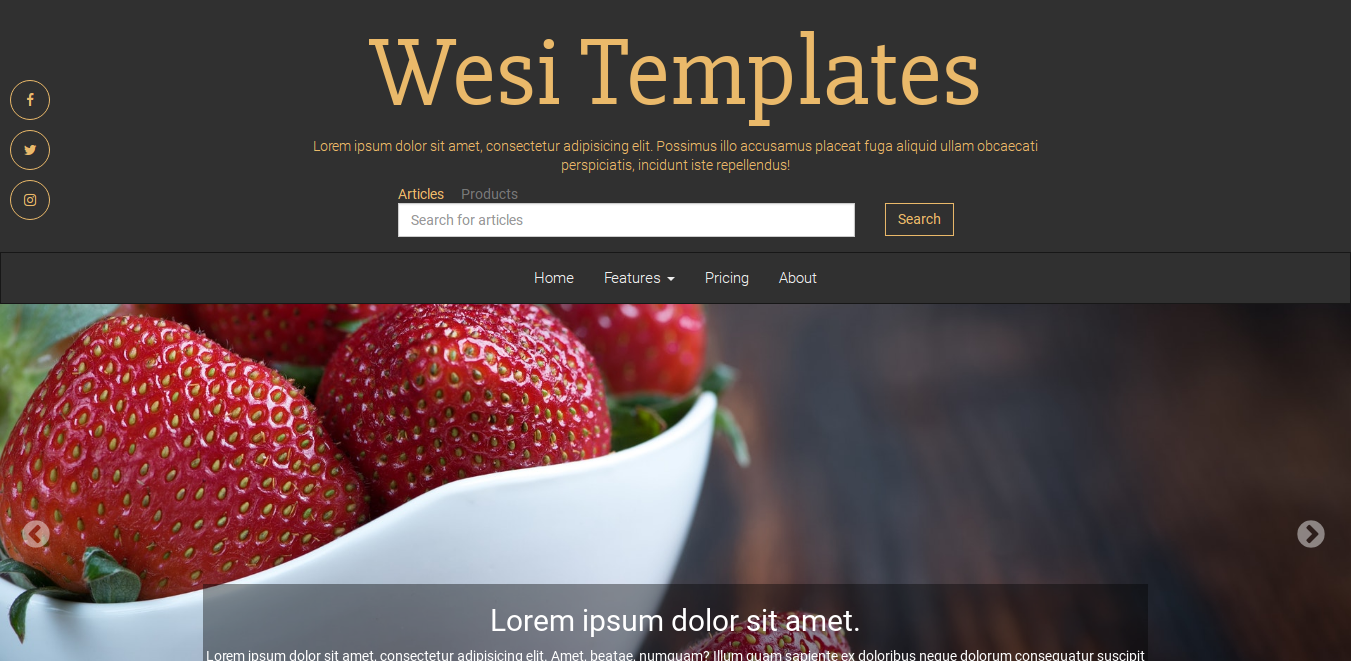 Wesi Templates
Lorem ipsum dolor sit amet, consectetur adipisicing elit. Possimus illo accusamus placeat fuga aliquid ullam obcaecati
perspiciatis, incidunt iste repellendus!
Articles Products
Search for articles
Search
Home Features Pricing About
Lorem ipsum dolor sit amet.
Lorem ipsum dolor sit amet, consectetur adipisicing elit. Amet, beatae, numquam? Illum quam sapiente ex doloribus neque dolorum consequatur suscipit